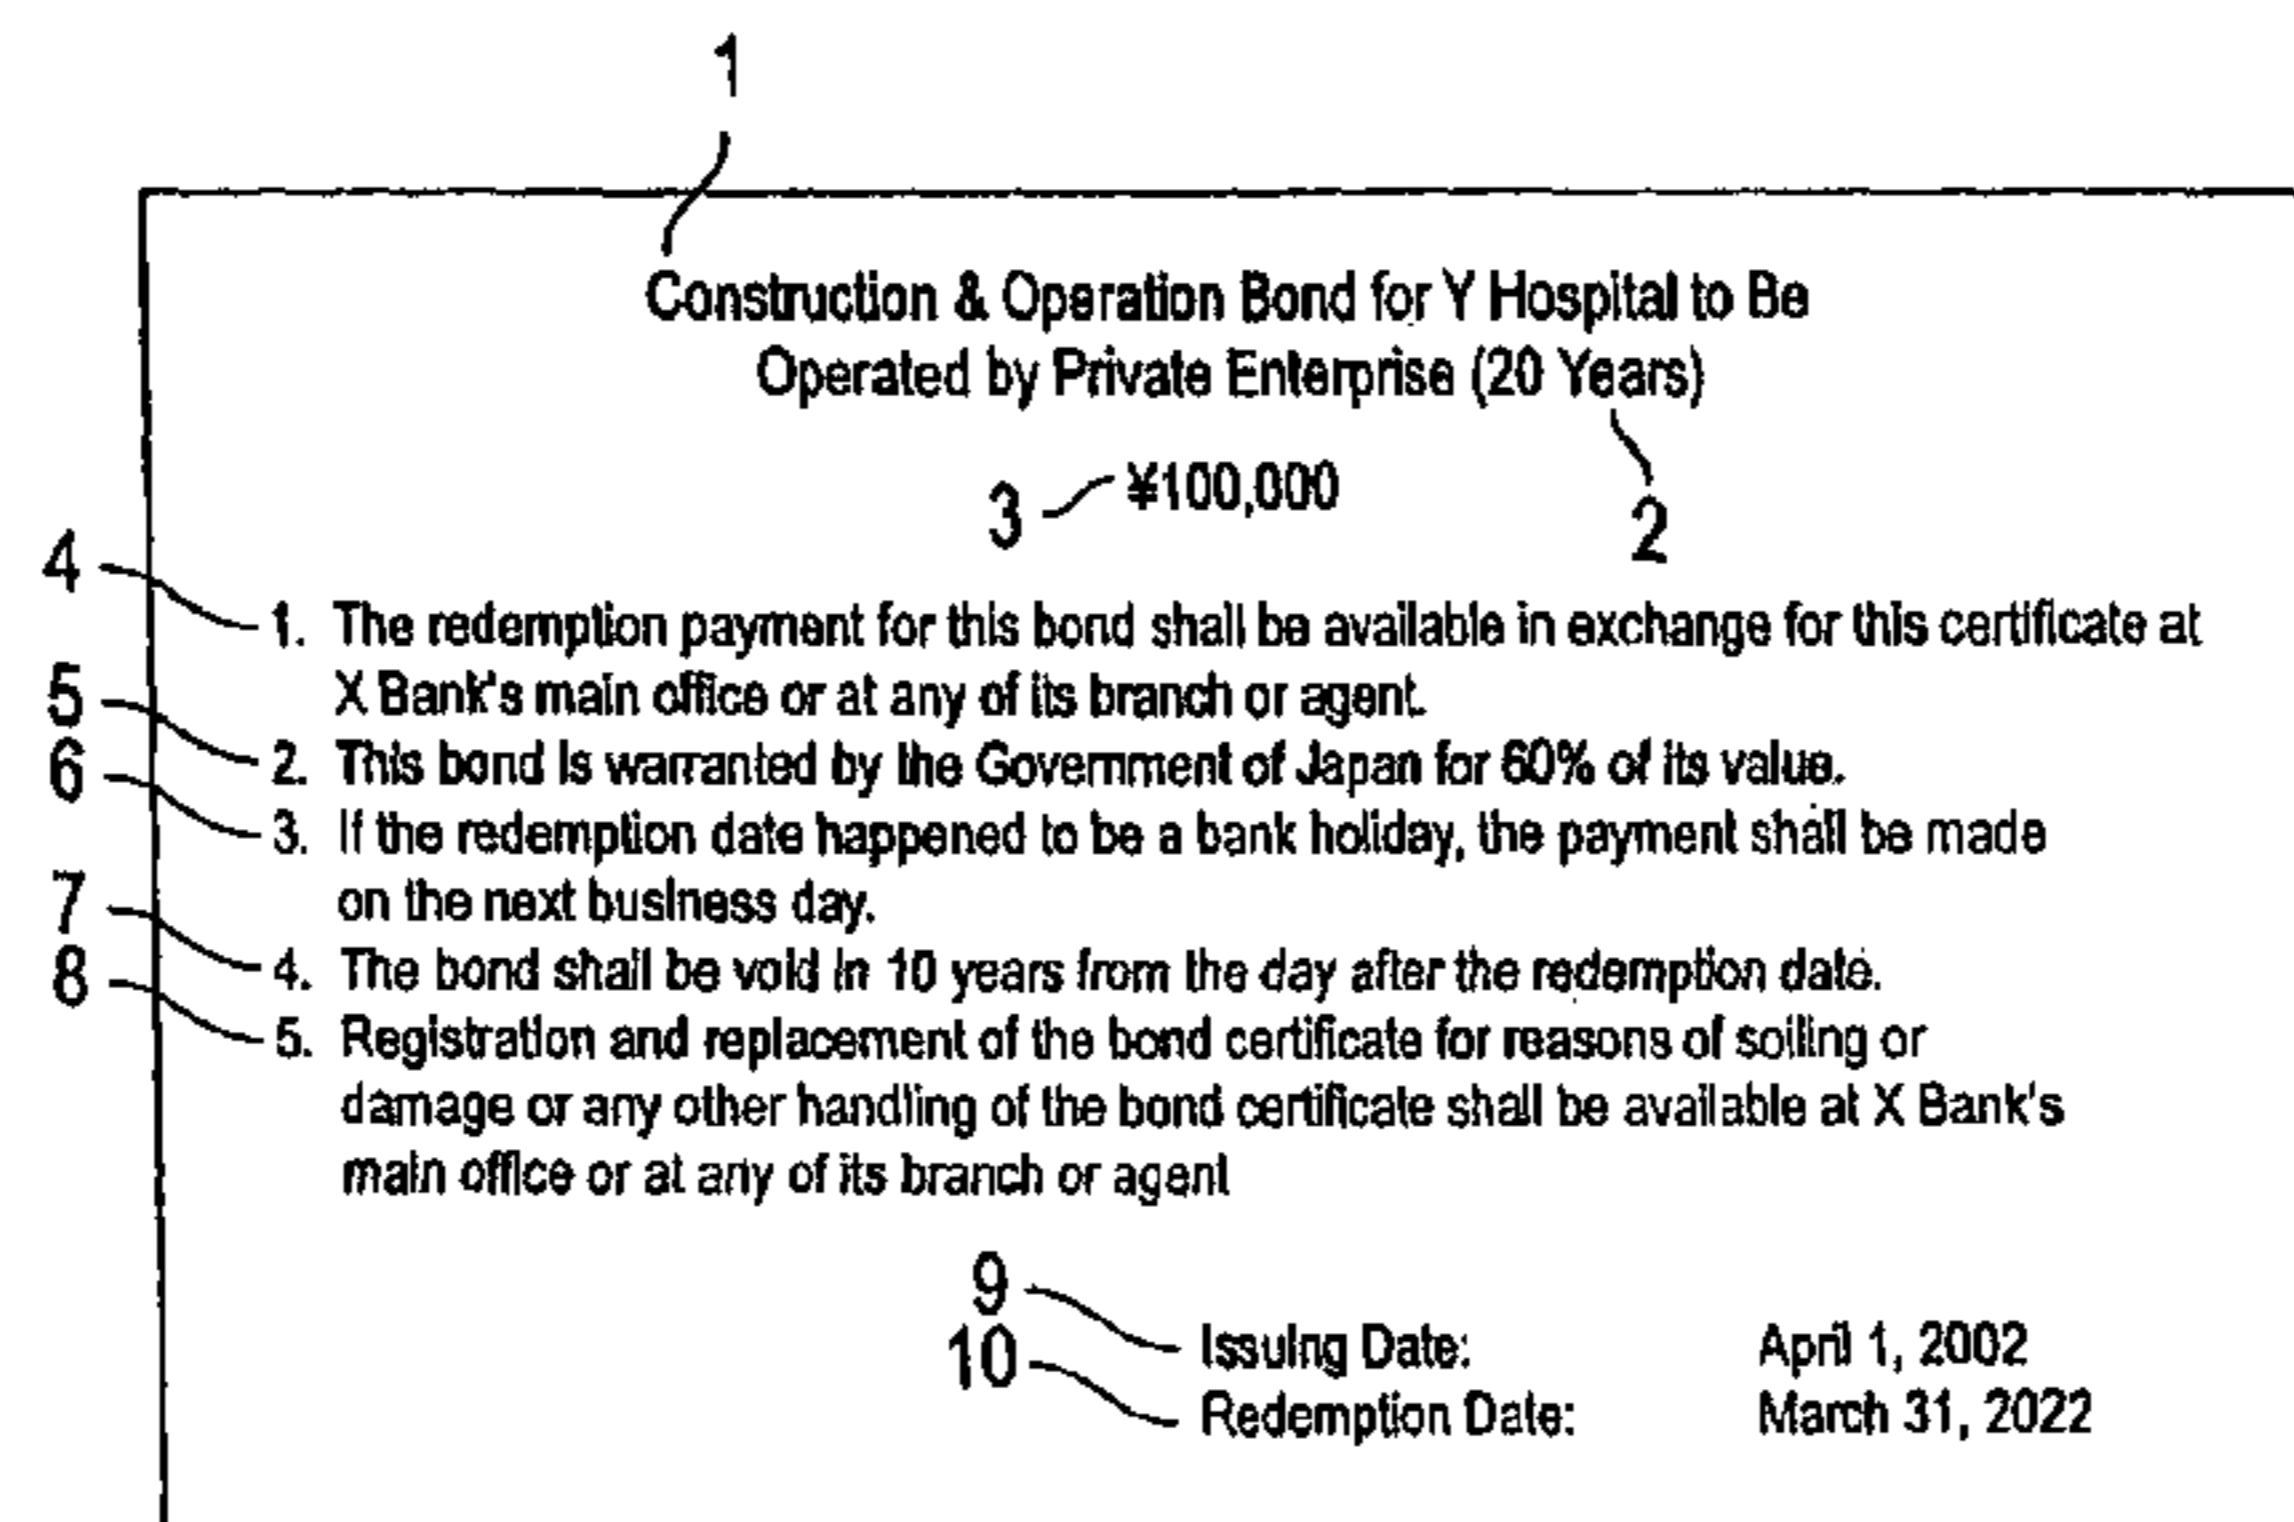 1
Construction & Operation Bond for Y Hospital to Be
Operated by Private Enterprise (20 Years)
3 ¥100,000 2
4
1. The redemption payment for this bond shall be available in exchange for this certificate at
5 X Bank's main office or at any of its branch or agent.
6 2. This bond is warranted by the Government of Japan for 60% of its value.
3. If the redemption date happened to be a bank holiday, the payment shall be made
7 on the next business day.
8 4. The bond shall be void in 10 years from the day after the redemption date.
5. Registration and replacement of the bond certificate for reasons of soiling or
damage or any other handling of the bond certificate shall be available at X Bank's
main office or at any of its branch or agent
9
Issuing Date: April 1, 2002
10
Redemption Date: March 31, 2022